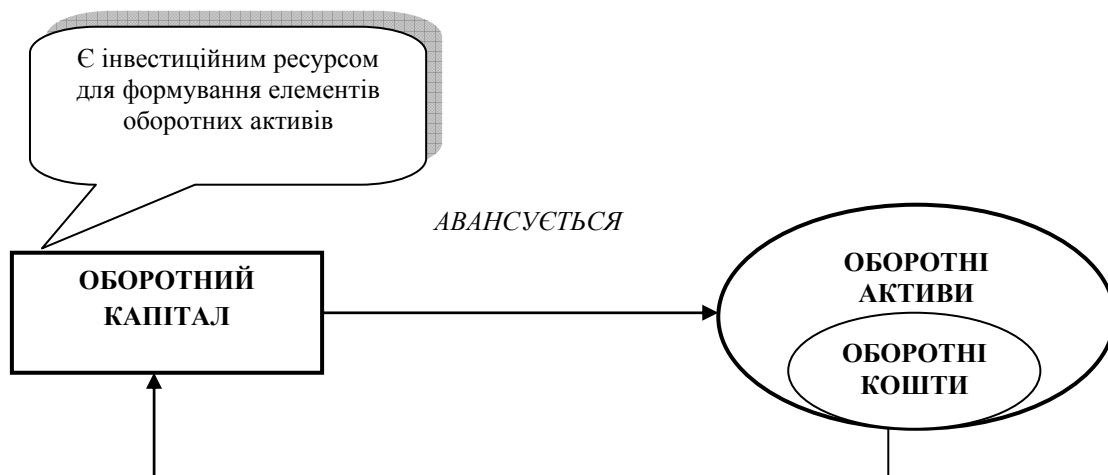 Є інвестиційним ресурсом
для формування елементів
оборотних активів
АВАНСУЄТЬСЯ
ОБОРОТНИЙ
КАПІТАЛ
ОБОРОТНІ
АКТИВИ
ОБОРОТНІ
КОШТИ